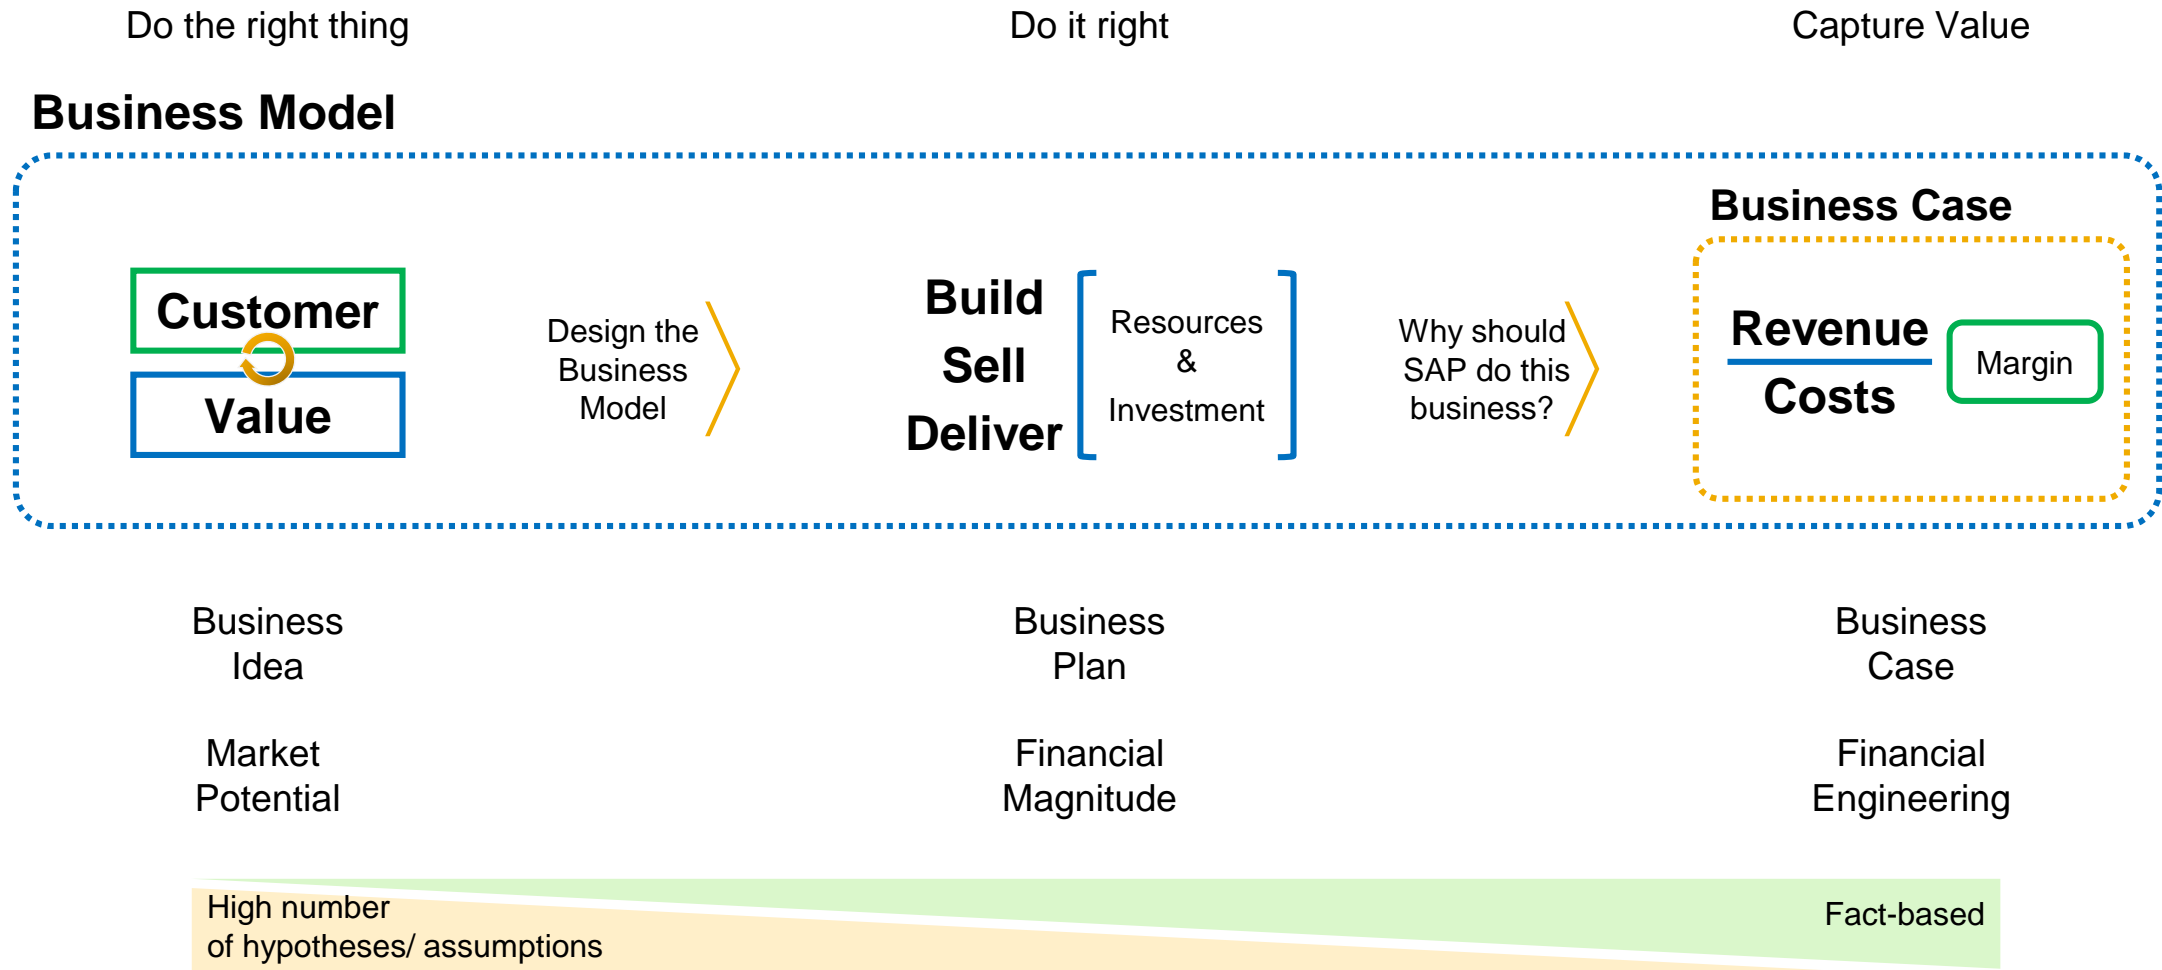 Do the right thing
Do it right
Capture Value
Business Model
Business Case
Customer
Value
Design the
Business
Model
Build
Sell
Deliver
Resources
&
Investment
Why should
SAP do this
business?
Revenue
Costs
Margin
Business
Idea
Business
Plan
Business
Case
Market
Potential
Financial
Magnitude
Financial
Engineering
High number
of hypotheses/ assumptions
Fact-based